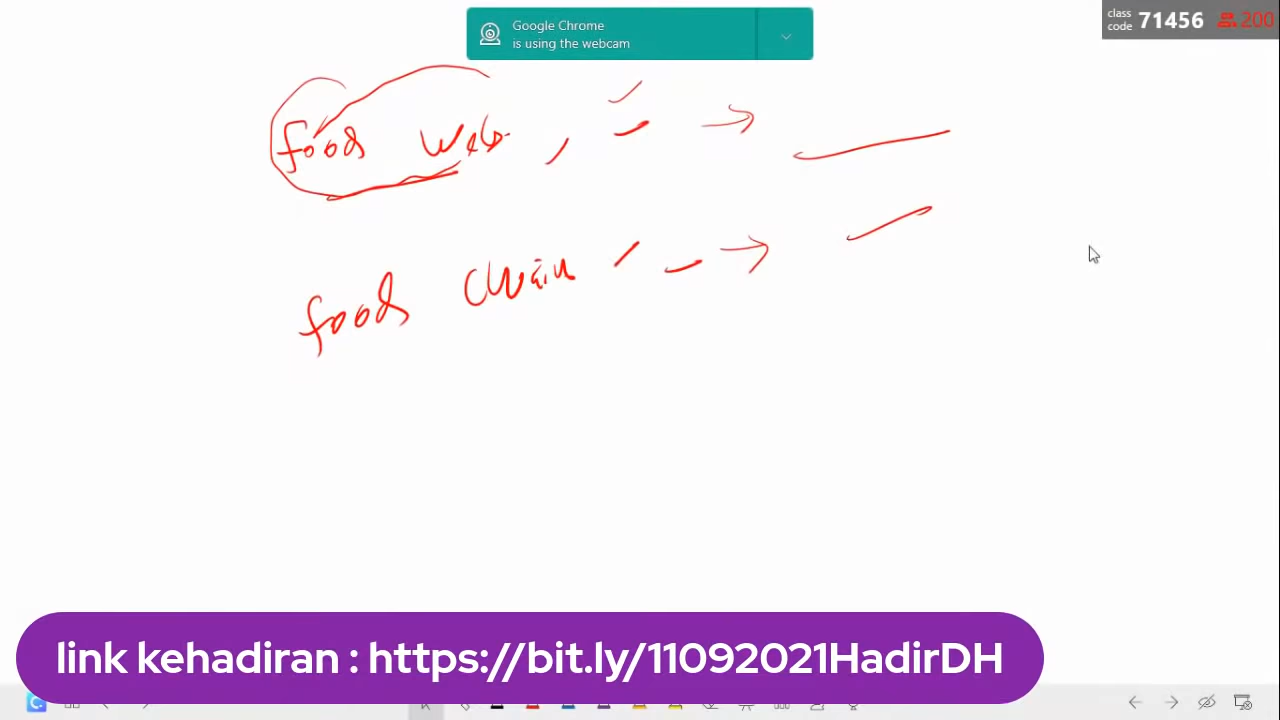 Google Chrome
is using the webcam
class code 71456 200
food web
food chain
link kehadiran : https://bit.ly/11092021HadirDH